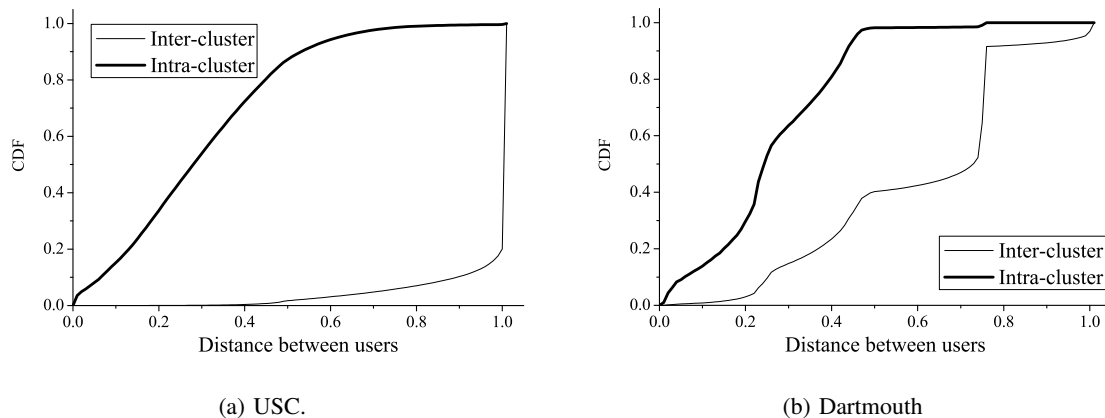 1.0
0.8
0.6
0.4
0.2
0.0
CDF
Inter-cluster
Intra-cluster
0.0 0.2 0.4 0.6 0.8 1.0
Distance between users
(a) USC.
1.0
0.8
0.6
0.4
0.2
0.0
CDF
Inter-cluster
Intra-cluster
0.0 0.2 0.4 0.6 0.8 1.0
Distance between users
(b) Dartmouth